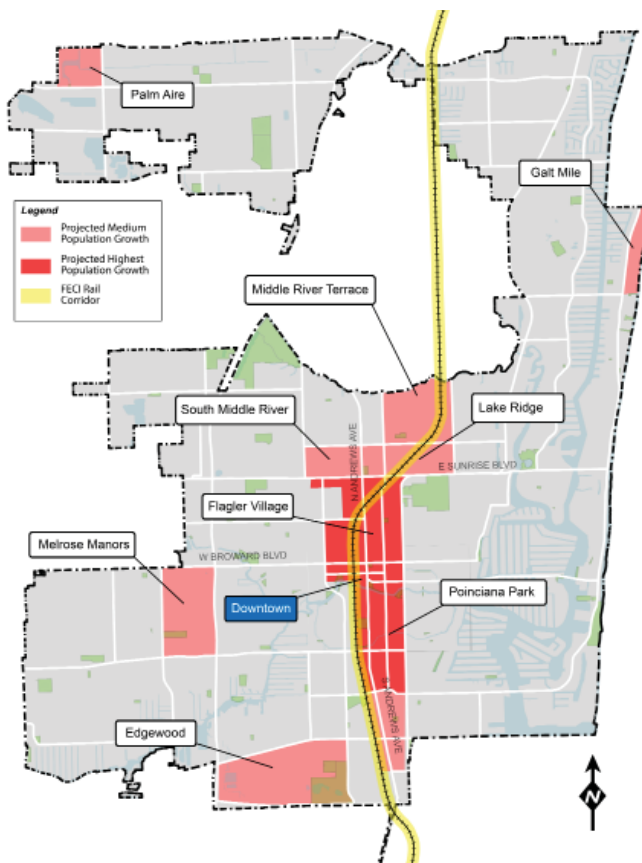 Palm Aire
Galt Mile
Legend
Projected Medium
Population Growth
Projected Highest
Population Growth
FECI Rail
Corridor
Middle River Terrace
South Middle River
Lake Ridge
N ANDREWS AVE
E SUNRISE BLVD
Flagler Village
Melrose Manors
W BROWARD BLVD
Downtown
Poinciana Park
S ANDREWS AVE
Edgewood
N